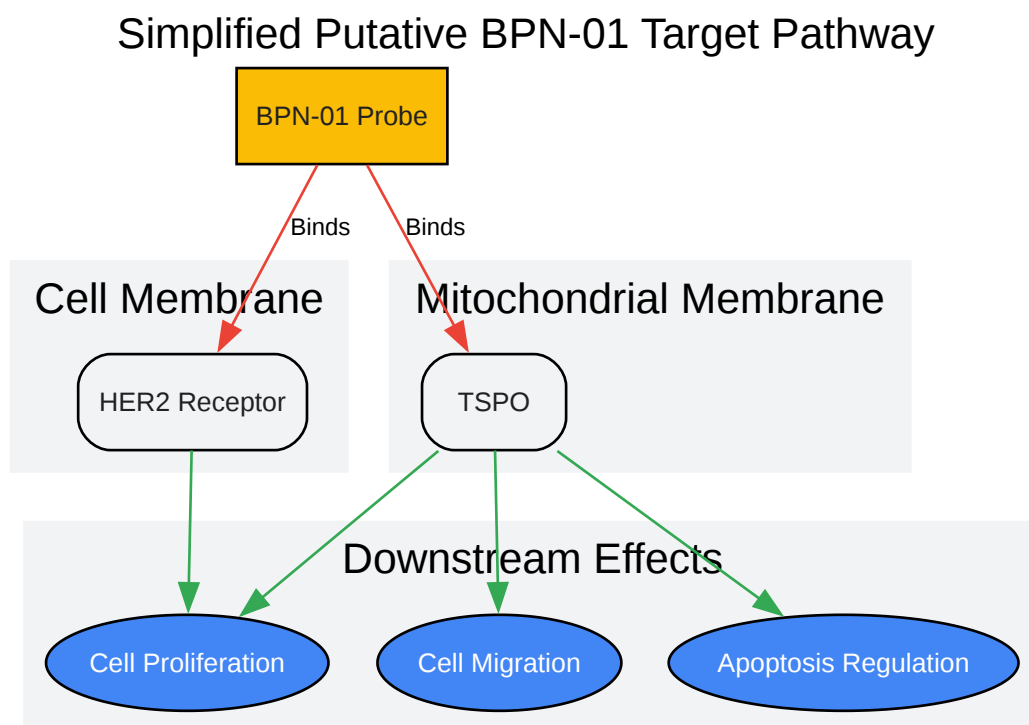 Simplified Putative BPN-01 Target Pathway
BPN-01 Probe
Binds
Binds
Cell Membrane
Mitochondrial Membrane
HER2 Receptor
TSPO
Downstream Effects
Cell Proliferation
Cell Migration
Apoptosis Regulation